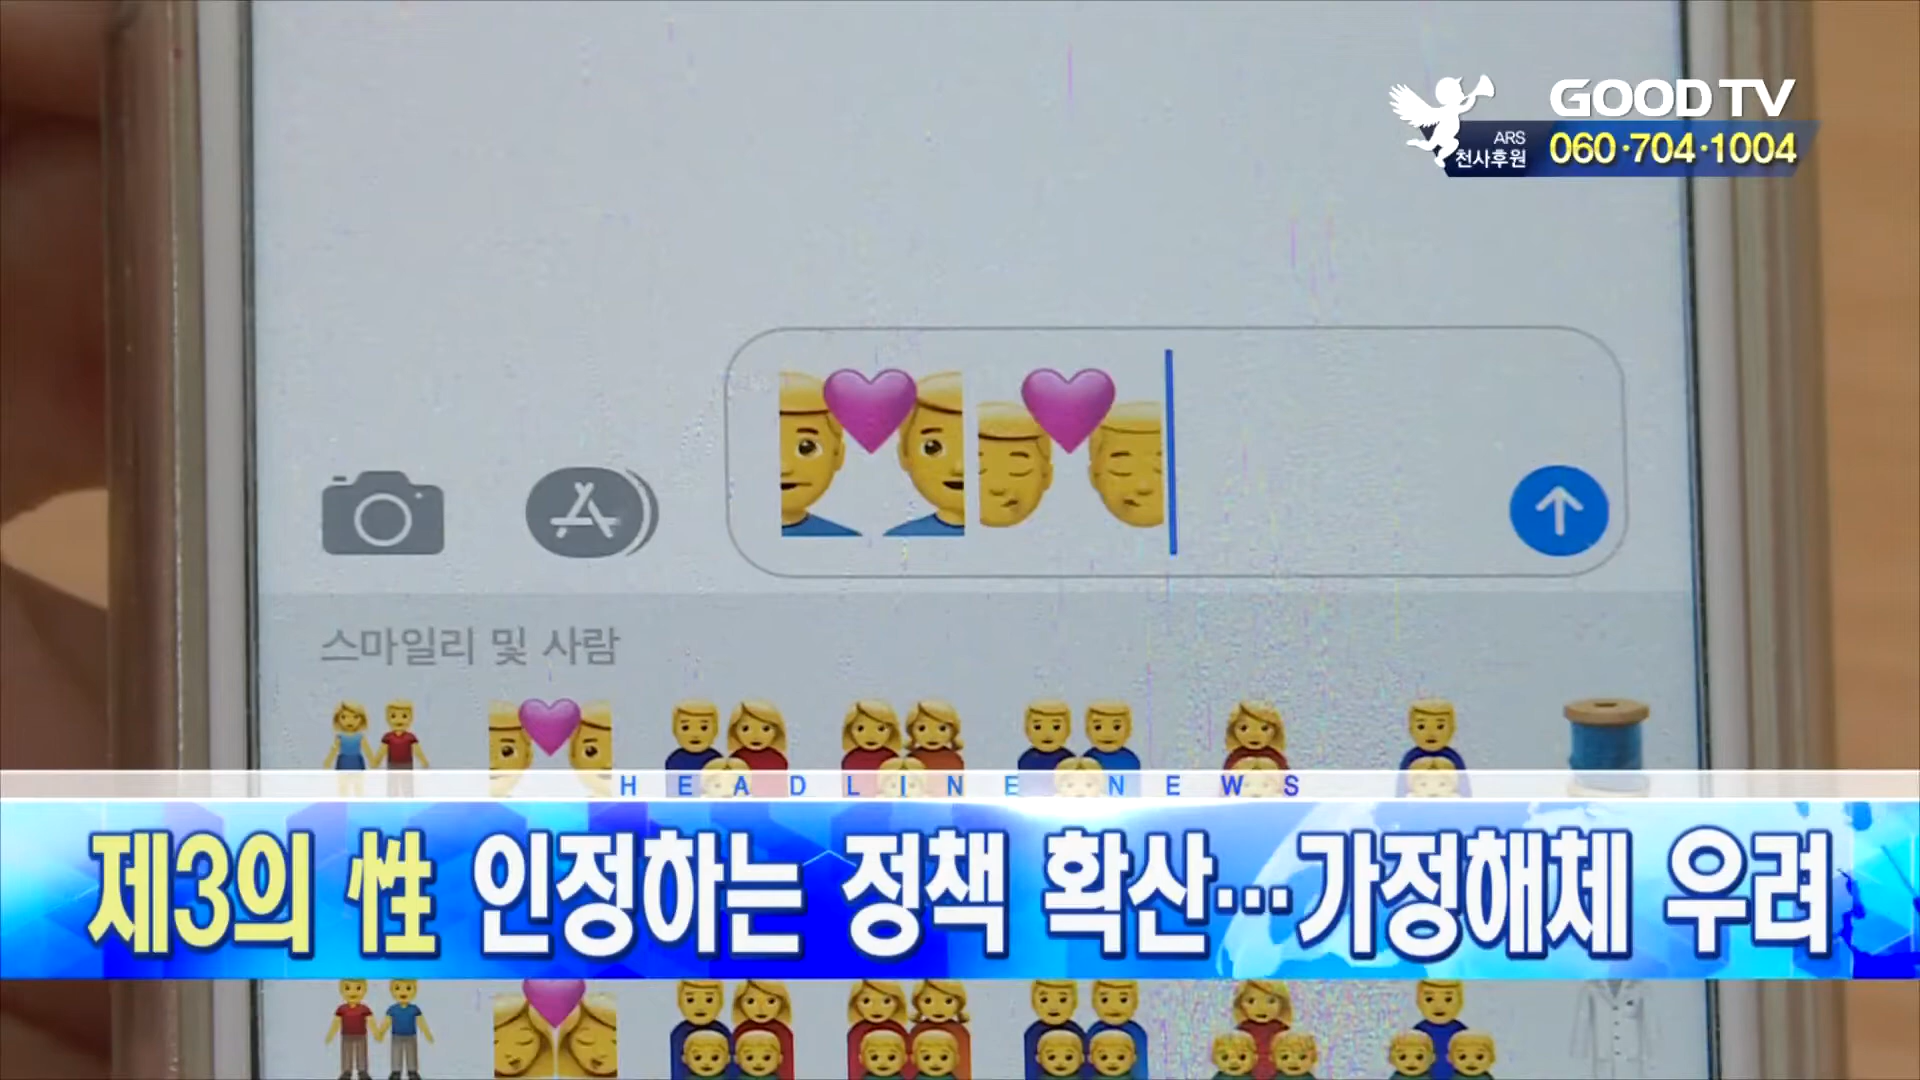 GOOD TV
ARS
천사후원 060·704·1004
스마일리 및 사람
HEADLINE NEWS
제3의 性 인정하는 정책 확산…가정해체 우려